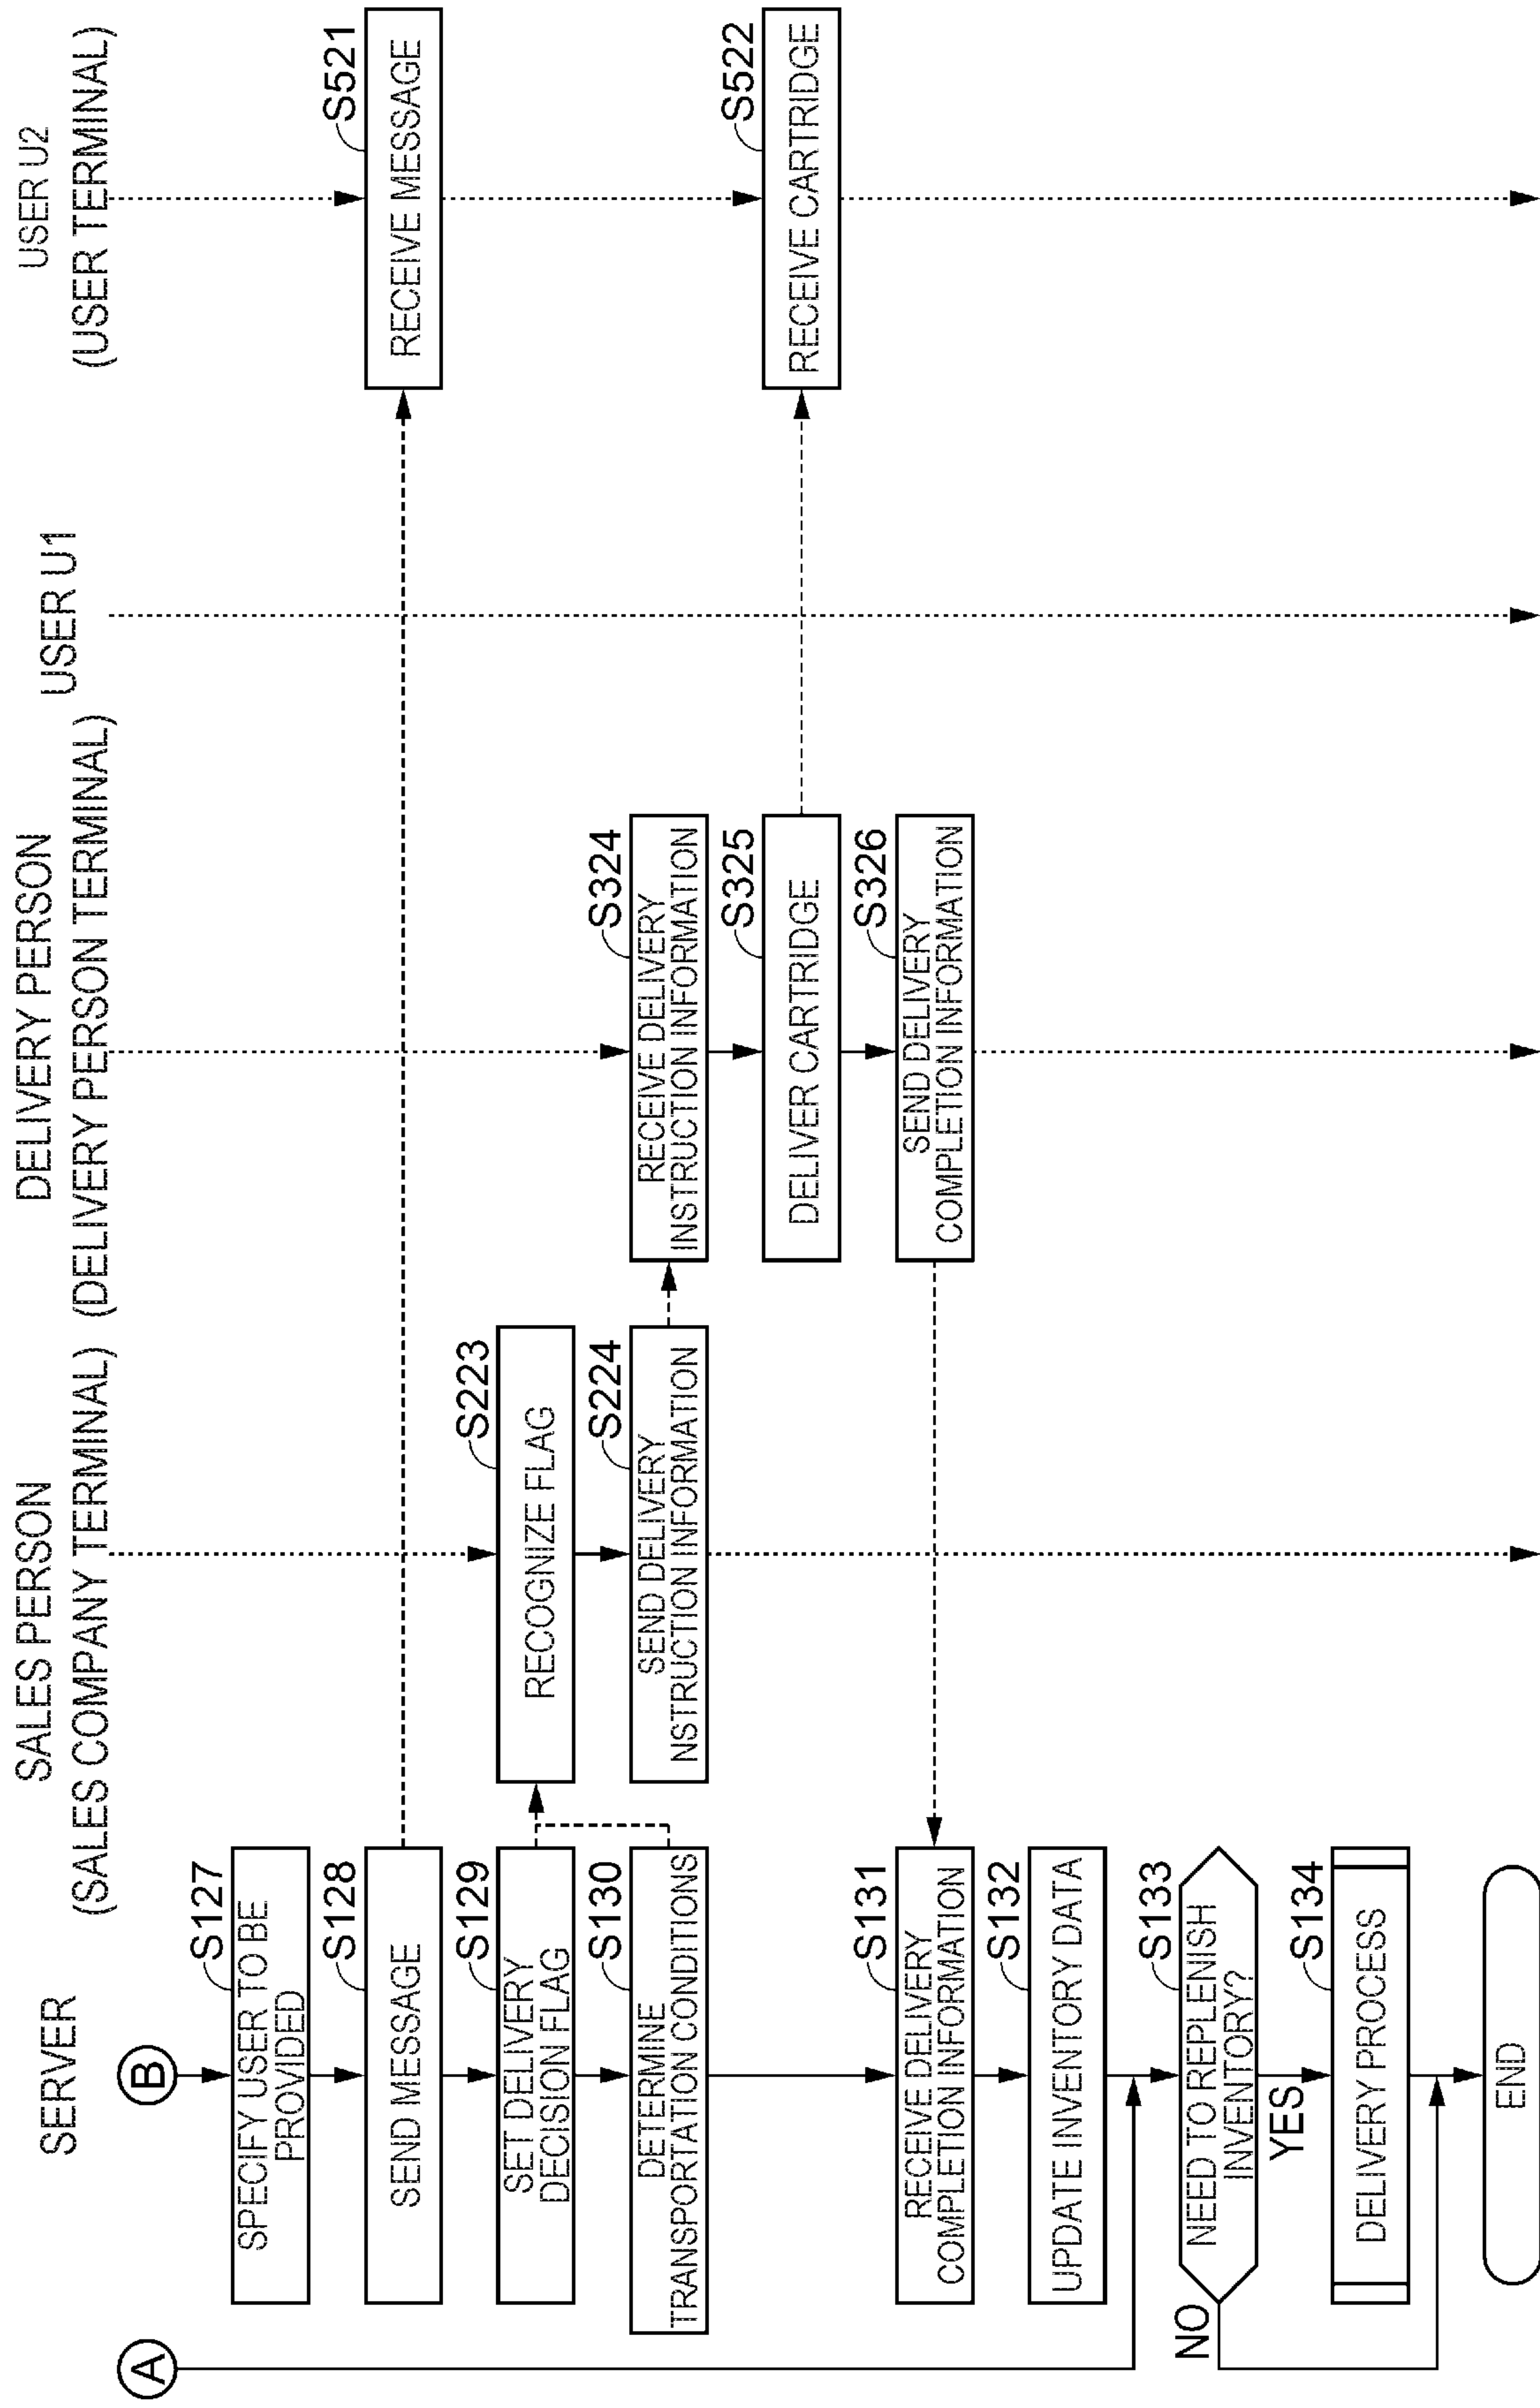 SERVER
SALES PERSON
(SALES COMPANY TERMINAL)
DELIVERY PERSON
(DELIVERY PERSON TERMINAL)
USER U1
USER U2
(USER TERMINAL)
A
B
S127
SPECIFY USER TO BE
PROVIDED
S128
SEND MESSAGE
S521
RECEIVE MESSAGE
S129
SET DELIVERY
DECISION FLAG
S223
RECOGNIZE FLAG
S130
DETERMINE
TRANSPORTATION CONDITIONS
S224
SEND DELIVERY
NSTRUCTION INFORMATION
S324
RECEIVE DELIVERY
INSTRUCTION INFORMATION
S325
DELIVER CARTRIDGE
S522
RECEIVE CARTRIDGE
S131
RECEIVE DELIVERY
COMPLETION INFORMATION
S326
SEND DELIVERY
COMPLETION INFORMATION
S132
UPDATE INVENTORY DATA
S133
NEED TO REPLENISH
INVENTORY?
NO
YES
S134
DELIVERY PROCESS
END